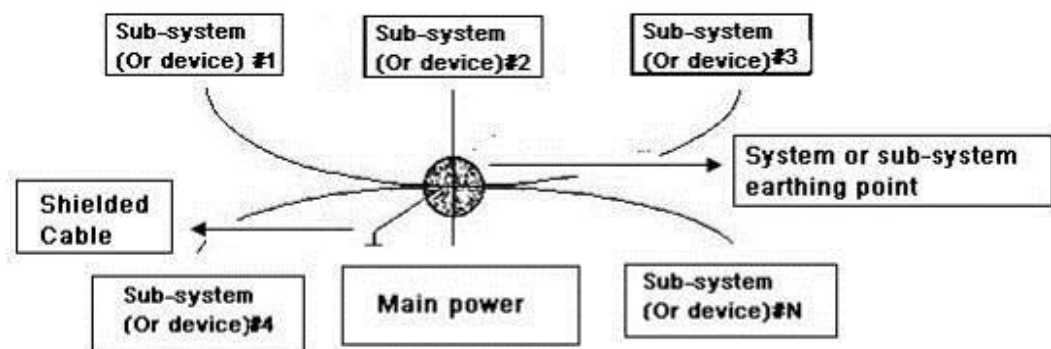 Sub-system
(Or device) #1
Sub-system
(Or device)#2
Sub-system
(Or device)#3
System or sub-system
earthing point
Shielded
Cable
Sub-system
(Or device)#4
Main power
Sub-system
(Or device)#N